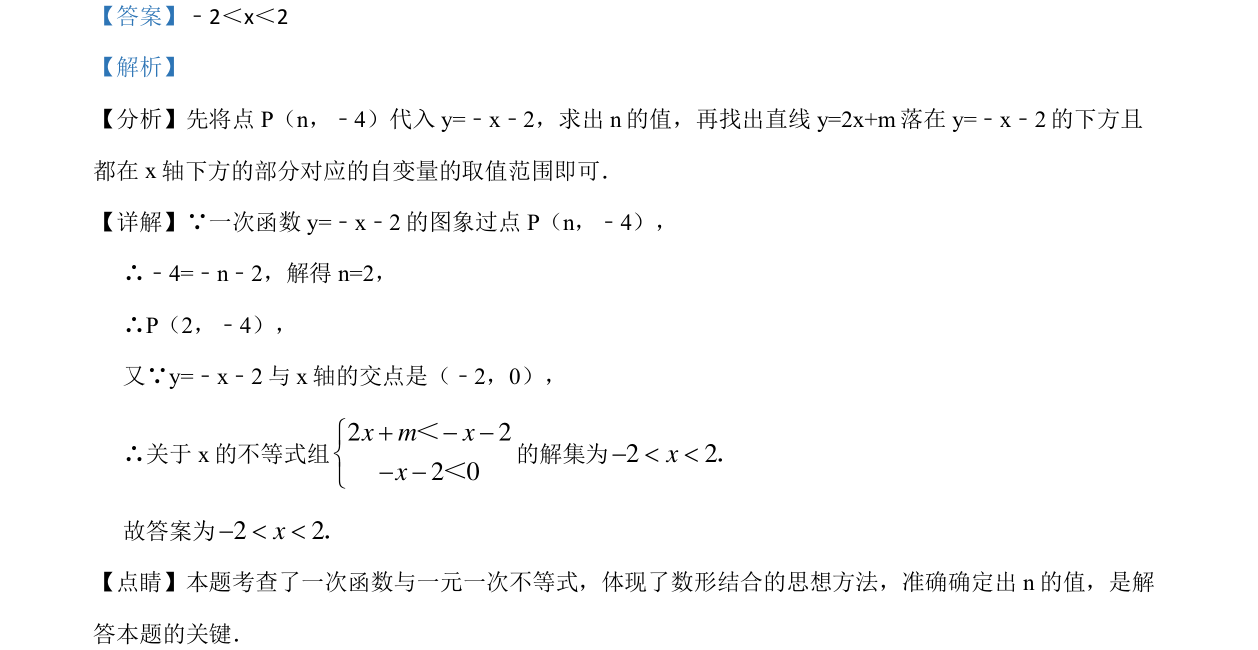 【答案】﹣2＜x＜2
【解析】
【分析】先将点 P（n，﹣4）代入 y=﹣x﹣2，求出 n 的值，再找出直线 y=2x+m 落在 y=﹣x﹣2 的下方且
都在 x 轴下方的部分对应的自变量的取值范围即可．
【详解】∵一次函数 y=﹣x﹣2 的图象过点 P（n，﹣4），
∴﹣4=﹣n﹣2，解得 n=2，
∴P（2，﹣4），
又∵y=﹣x﹣2 与 x 轴的交点是（﹣2，0），
∴关于 x 的不等式组{2x+m＜−x−2
−x−2＜0 的解集为 −2<x<2.
故答案为 −2<x<2.
【点睛】本题考查了一次函数与一元一次不等式，体现了数形结合的思想方法，准确确定出 n 的值，是解
答本题的关键．